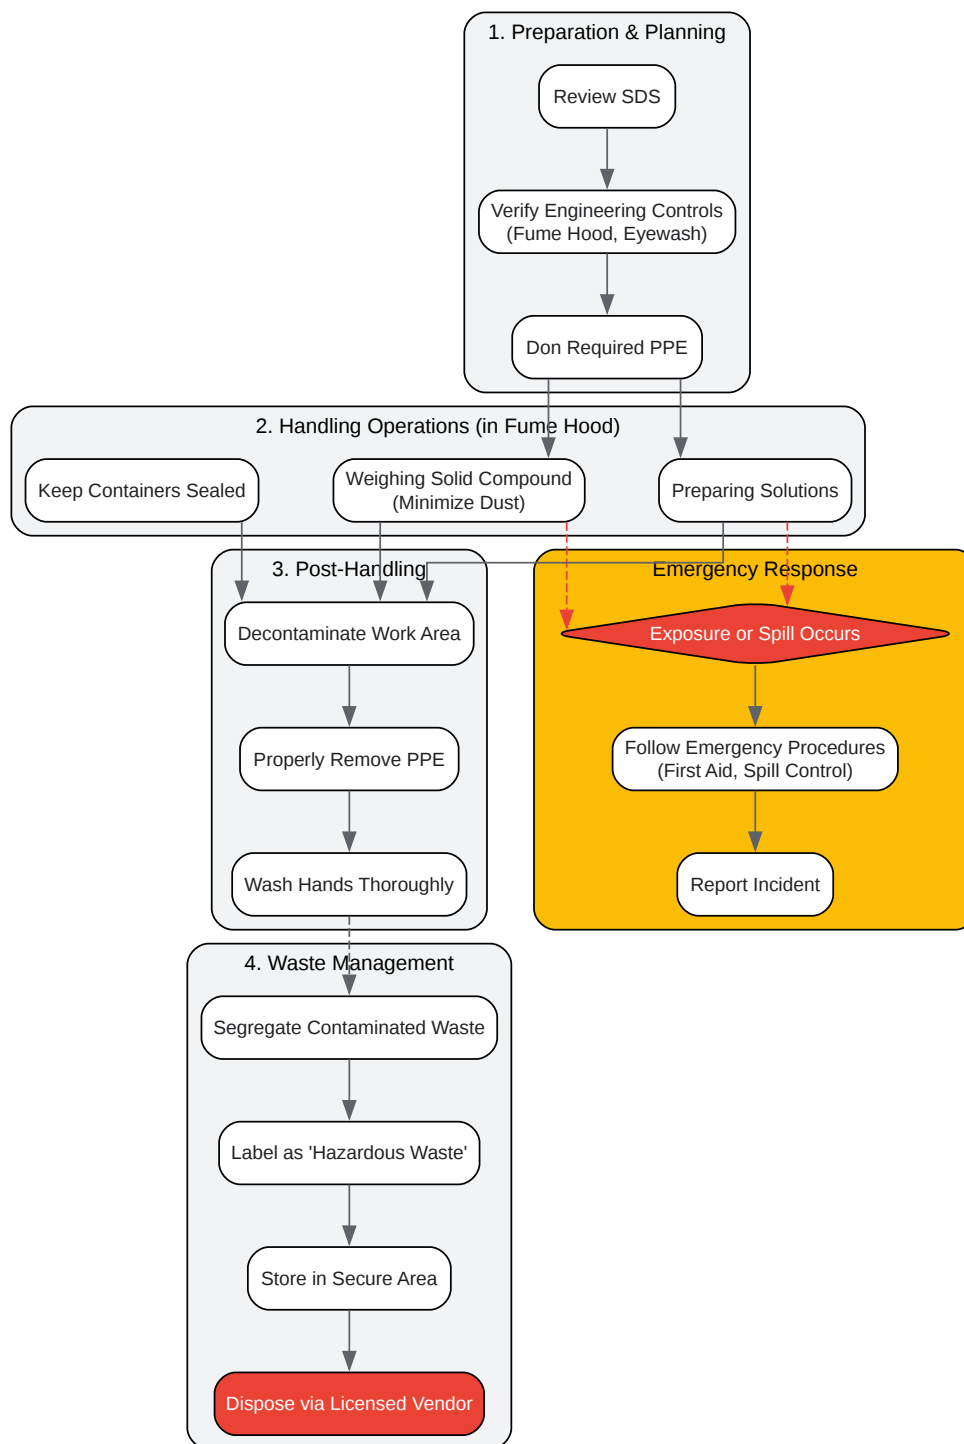 1. Preparation & Planning
Review SDS
Verify Engineering Controls
(Fume Hood, Eyewash)
Don Required PPE
2. Handling Operations (in Fume Hood)
Keep Containers Sealed
Weighing Solid Compound
(Minimize Dust)
Preparing Solutions
3. Post-Handling
Decontaminate Work Area
Properly Remove PPE
Wash Hands Thoroughly
Emergency Response
Exposure or Spill Occurs
Follow Emergency Procedures
(First Aid, Spill Control)
Report Incident
4. Waste Management
Segregate Contaminated Waste
Label as 'Hazardous Waste'
Store in Secure Area
Dispose via Licensed Vendor